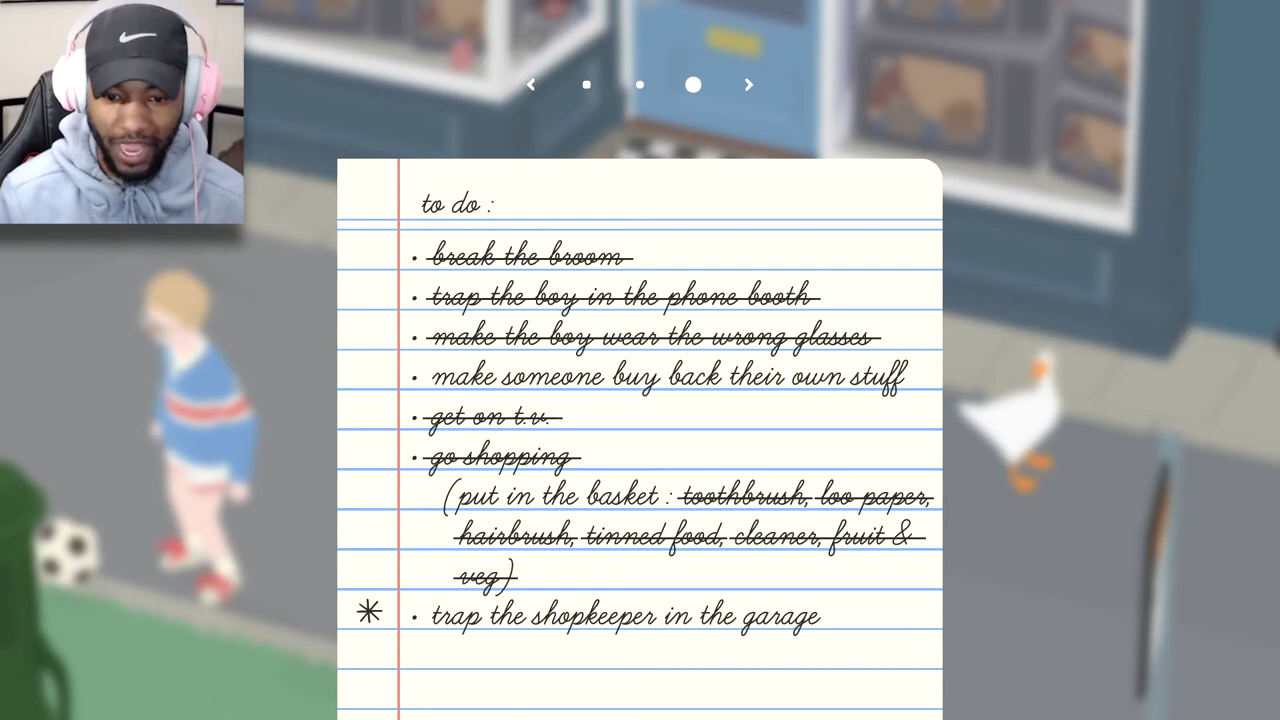 to do :
• break the broom
• trap the boy in the phone booth
• make the boy wear the wrong glasses
• make someone buy back their own stuff
• get on t.v.
• go shopping
(put in the basket : toothbrush, loo paper,
hairbrush, tinned food, cleaner, fruit &
veg)
* • trap the shopkeeper in the garage